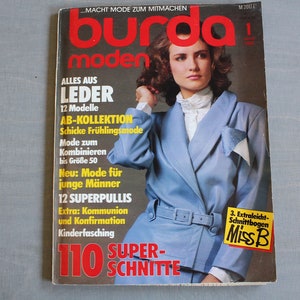 ...MACHT MODE ZUM MITMACHEN
burda
moden
1
ALLES AUS
LEDER
12 Modelle
AB-KOLLEKTION
Schicke Frühlingsmode
Mode zum
Kombinieren
bis Größe 50
Neu: Mode für
junge Männer
12 SUPERPULLIS
Extra: Kommunion
und Konfirmation
Kinderfasching
110 SUPER-
SCHNITTE
3. Extraleicht-
Schnittbogen
Miss B